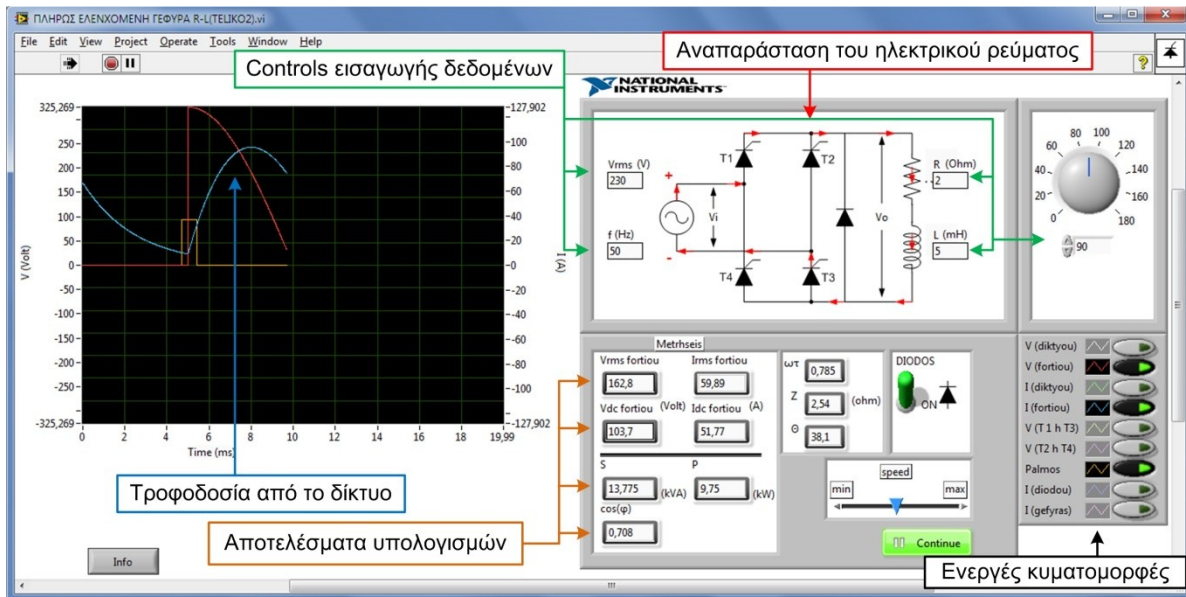 ΠΛΗΡΩΣ ΕΛΕΝΧΟΜΕΝΗ ΓΕΦΥΡΑ R-L(TELIKO2).vi
File Edit View Project Operate Tools Window Help
Controls εισαγωγής δεδομένων
Αναπαράσταση του ηλεκτρικού ρεύματος
NATIONAL
INSTRUMENTS™
325,269
250
200
150
100
50
0
-50
-100
-150
-200
-250
-325,269
V (Volt)
127,902
100
80
60
40
20
0
-20
-40
-60
-80
-100
-127,902
I (A)
0 2 4 6 8 10 12 14 16 19,99
Time (ms)
Τροφοδοσία από το δίκτυο
Αποτελέσματα υπολογισμών
Info
Vrms (V)
230
f (Hz)
50
+
-
Vi
T1
T2
T4
T3
Vo
R (Ohm)
2
L (mH)
5
0 20 40 60 80 100 120 140 160 180
90
Metrhseis
Vrms fortiou Irms fortiou
162,8 59,89
Vdc fortiou (Volt) Idc fortiou (A)
103,7 51,77
S P
13,775 (kVA) 9,75 (kW)
cos(φ)
0,708
ωτ 0,785
Z 2,54 (ohm)
Θ 38,1
DIODOS
ON
speed
min max
Continue
V (diktyou)
V (fortiou)
I (diktyou)
I (fortiou)
V (T 1 h T3)
V (T2 h T4)
Palmos
I (diodou)
I (gefyras)
Ενεργές κυματομορφές